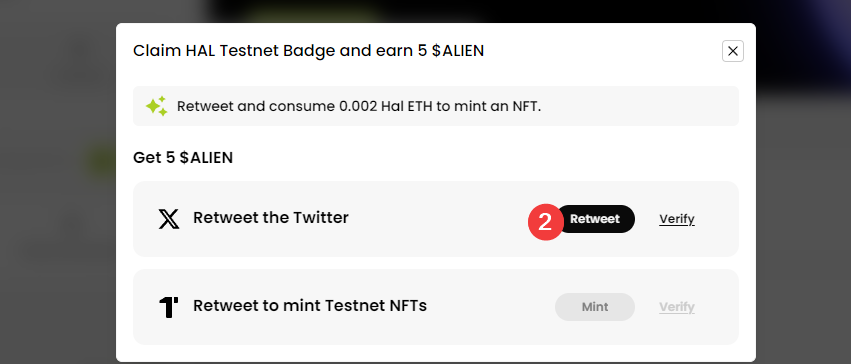 Claim HAL Testnet Badge and earn 5 $ALIEN
Retweet and consume 0.002 Hal ETH to mint an NFT.
Get 5 $ALIEN
Retweet the Twitter
2
Retweet
Verify
Retweet to mint Testnet NFTs
Mint
Verify